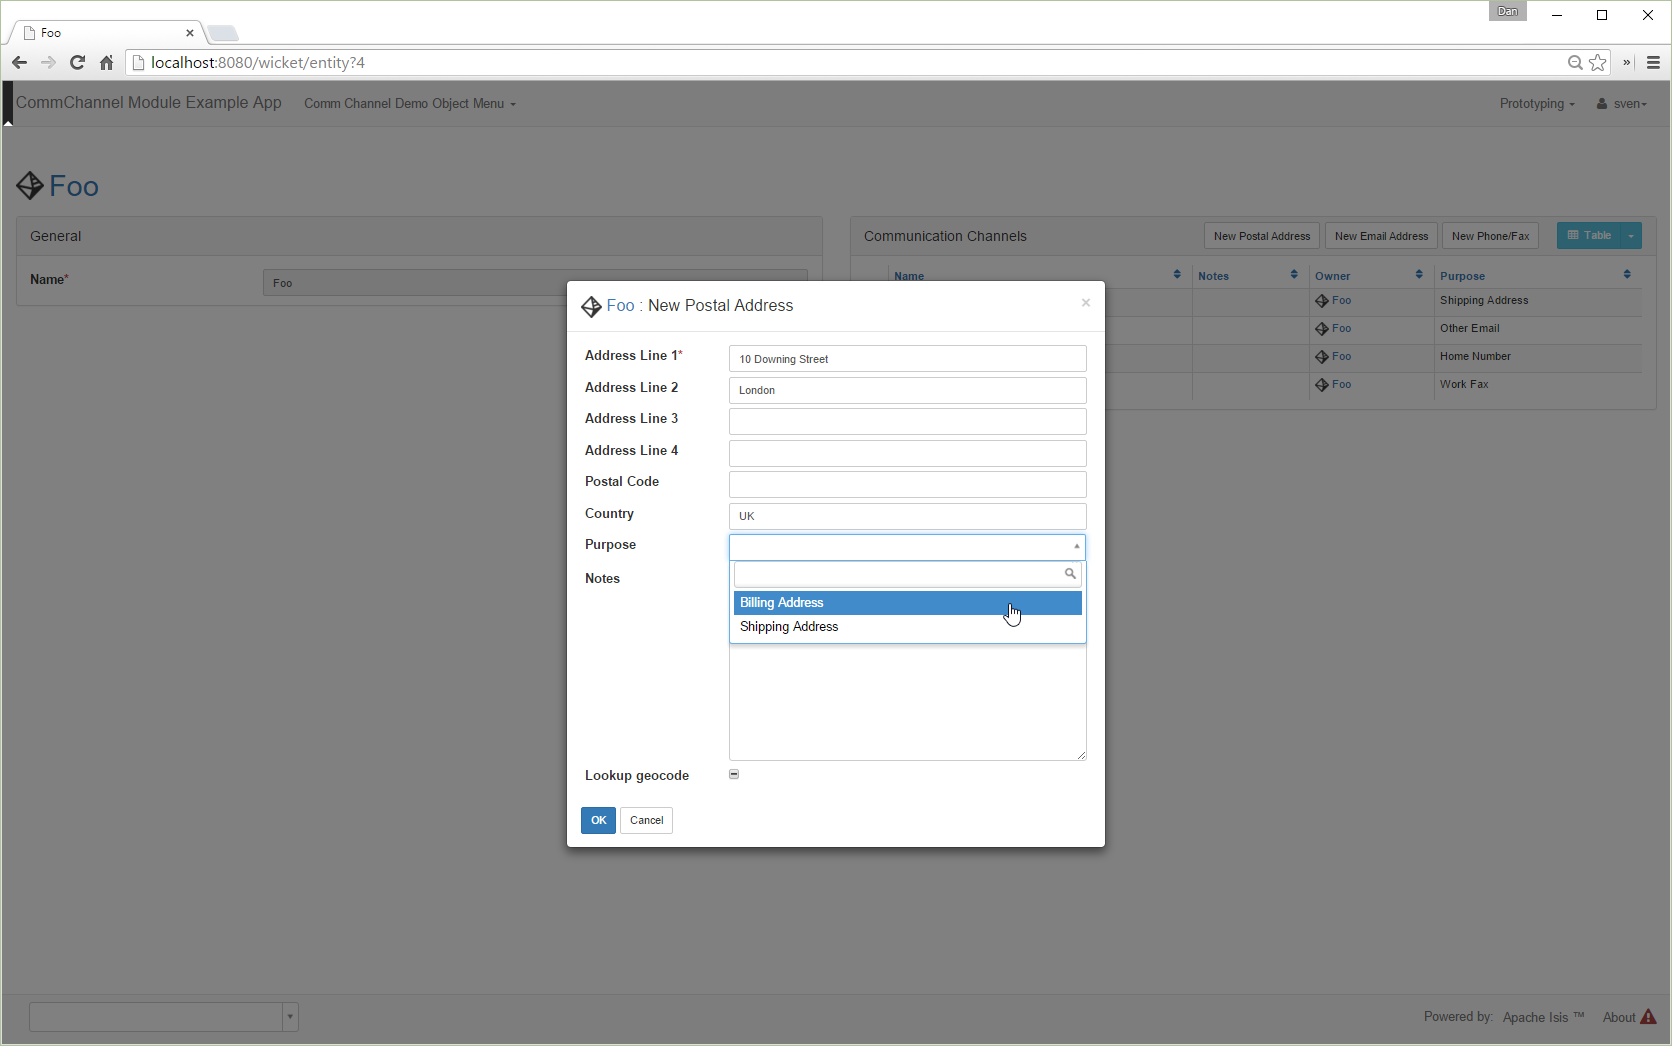 Dan
Foo
localhost:8080/wicket/entity?4
CommChannel Module Example App Comm Channel Demo Object Menu Prototyping sven
Foo
General
Name* Foo
Communication Channels New Postal Address New Email Address New Phone/Fax Table
Name Notes Owner Purpose
Foo Shipping Address
Foo Other Email
Foo Home Number
Foo Work Fax
Foo : New Postal Address ×
Address Line 1* 10 Downing Street
Address Line 2 London
Address Line 3
Address Line 4
Postal Code
Country UK
Purpose
Notes
Billing Address
Shipping Address
Lookup geocode
OK Cancel
Powered by: Apache Isis ™ About